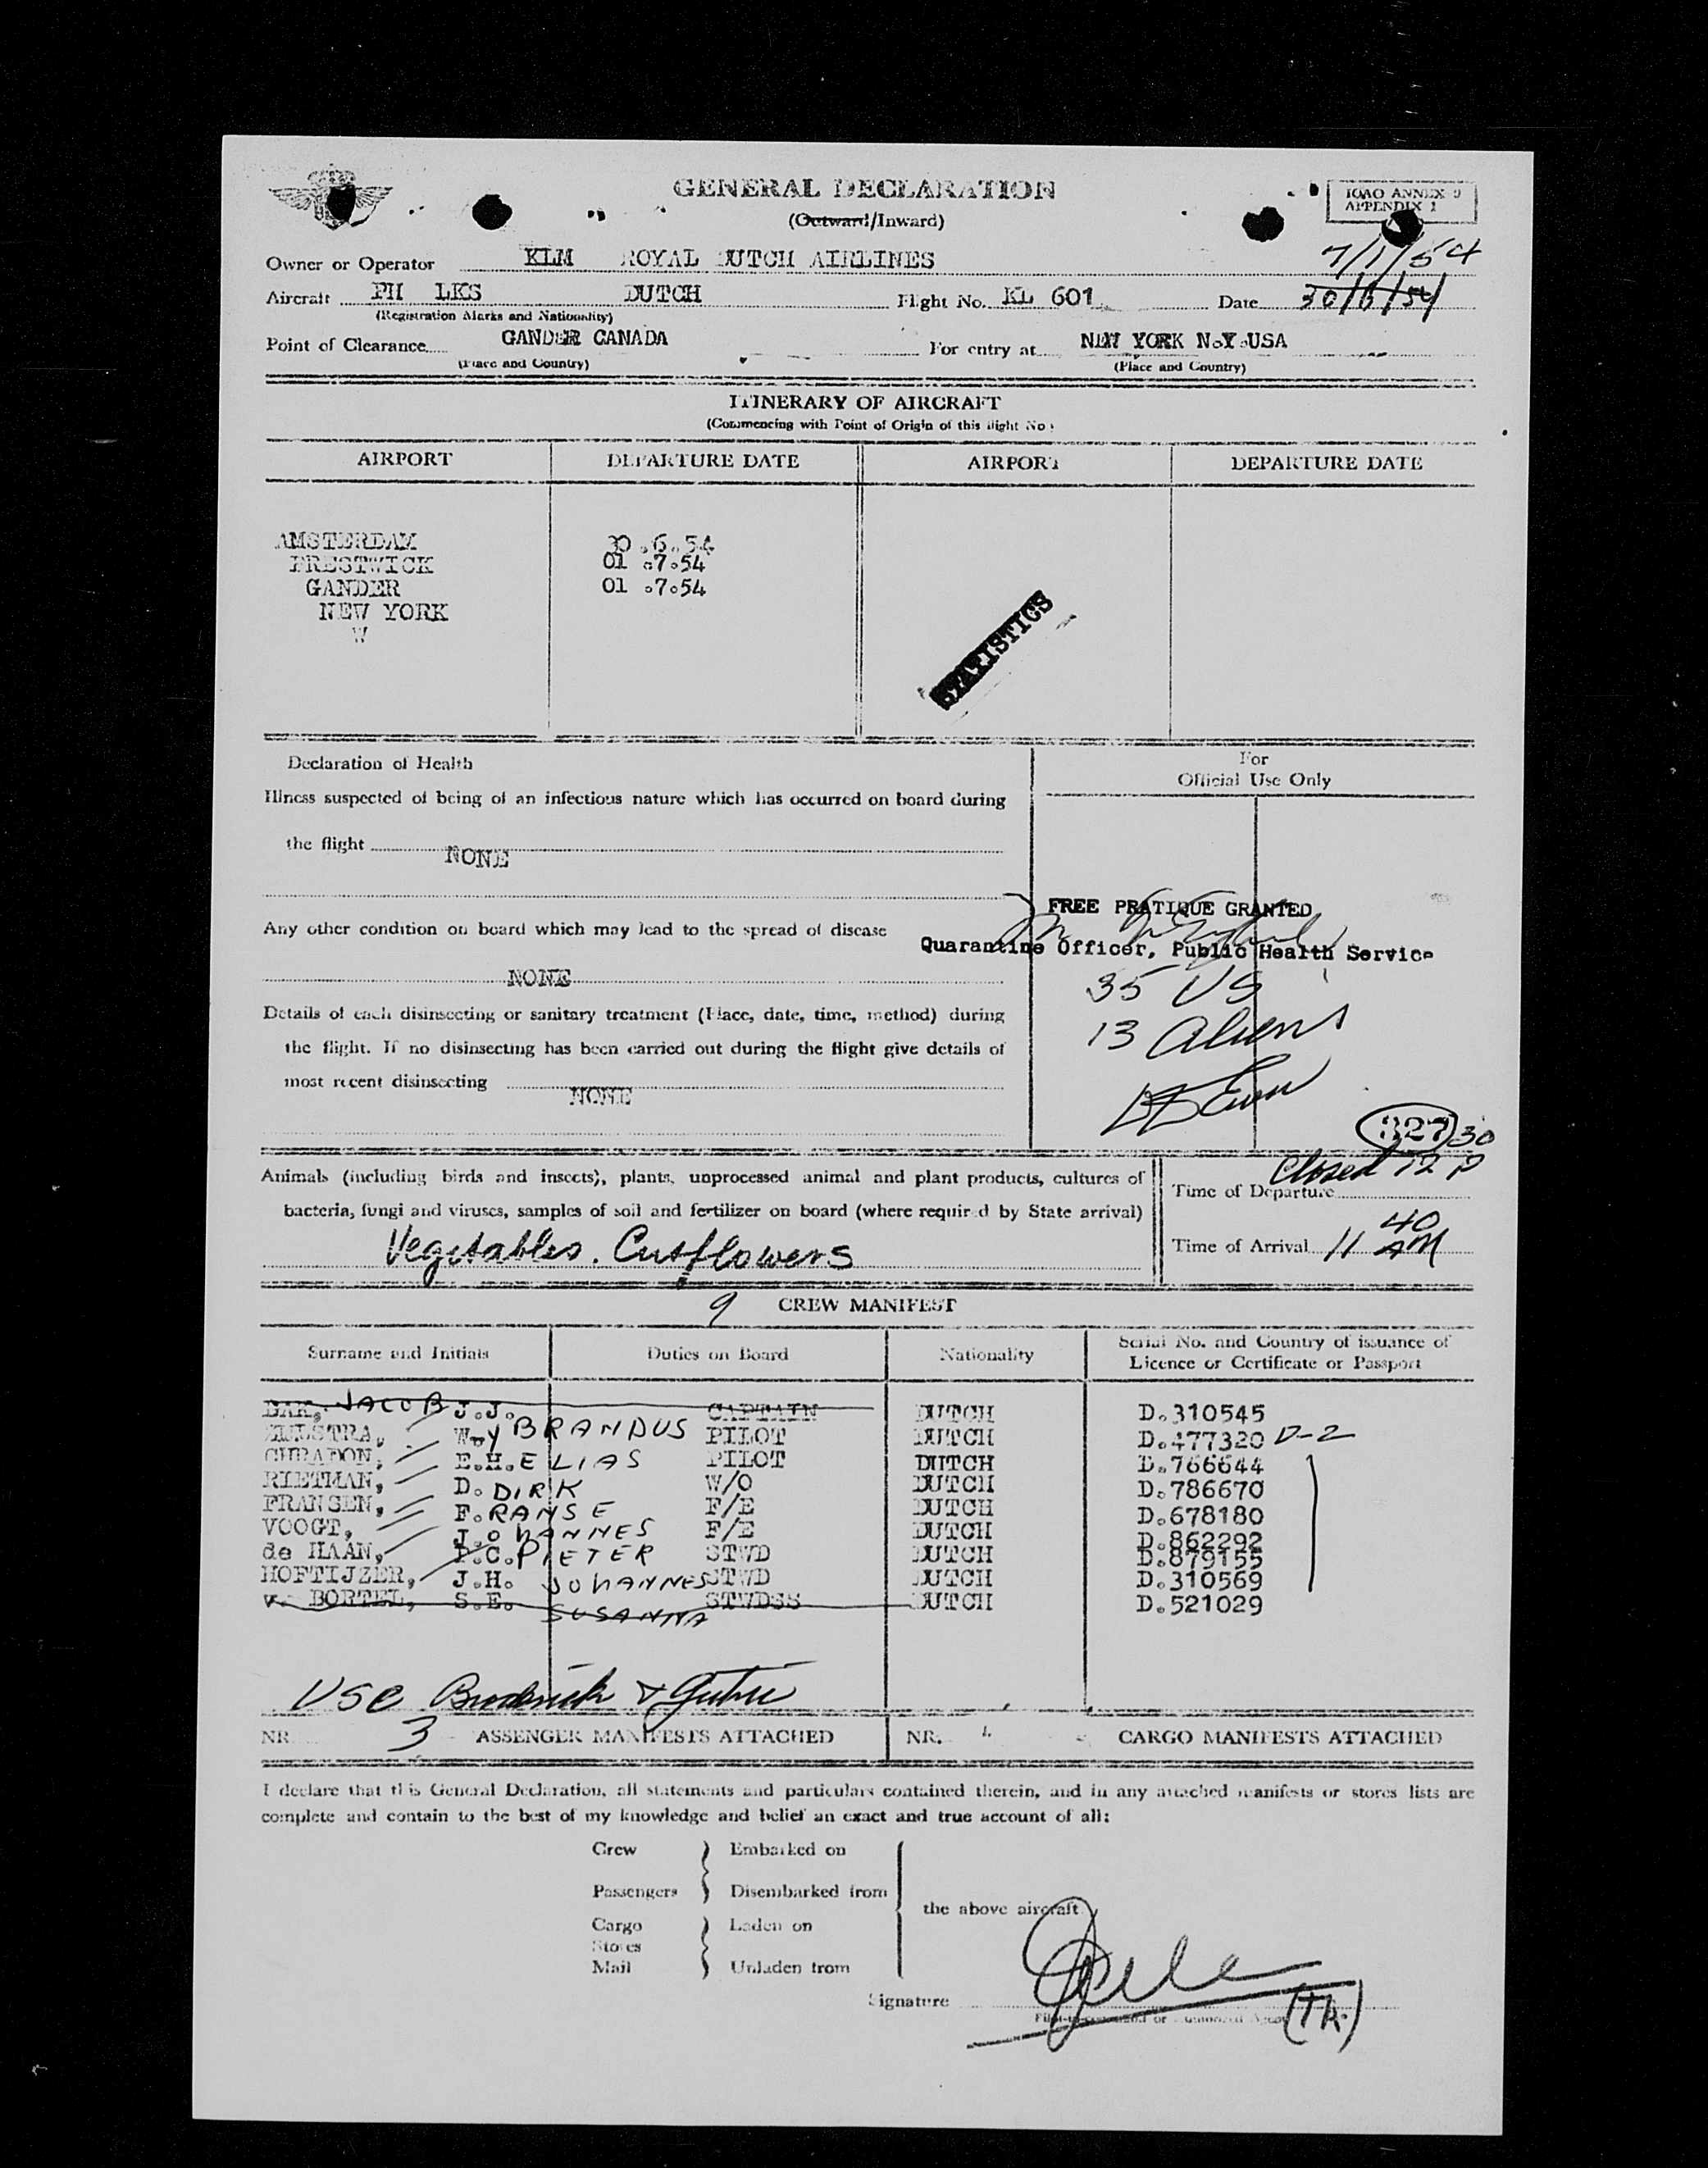 GENERAL DECLARATION
(Outward/Inward)
ICAO ANNEX 9
APPENDIX 1
7/1/54
Owner or Operator KLM ROYAL DUTCH AIRLINES
Aircraft PH LKS DUTCH Flight No. KL 601 Date 30/6/54
(Registration Marks and Nationality)
Point of Clearance GANDER CANADA For entry at NEW YORK N.Y.USA
(Place and Country) (Place and Country)
ITINERARY OF AIRCRAFT
(Commencing with Point of Origin of this flight No)
AIRPORT DEPARTURE DATE AIRPORT DEPARTURE DATE
AMSTERDAM 30.6.54
PRESTWICK 01.7.54
GANDER 01.7.54
NEW YORK
W
STATISTICS
Declaration of Health
For
Official Use Only
Illness suspected of being of an infectious nature which has occurred on board during
the flight NONE
FREE PRATIQUE GRANTED
Any other condition on board which may lead to the spread of disease
Quarantine Officer, Public Health Service
NONE
35 US
13 Aliens
Details of each disinsecting or sanitary treatment (Place, date, time, method) during
the flight. If no disinsecting has been carried out during the flight give details of
most recent disinsecting NONE
327
30
Closed 12 P
Animals (including birds and insects), plants, unprocessed animal and plant products, cultures of
bacteria, fungi and viruses, samples of soil and fertilizer on board (where required by State arrival)
Time of Departure
Vegetables. Cutflowers
Time of Arrival 11 40 AM
9 CREW MANIFEST
Surname and Initials Duties on Board Nationality Serial No. and Country of issuance of
Licence or Certificate or Passport
BAK, JACOB J.J. CAPTAIN DUTCH D.310545
W.Y BRANDUS PILOT DUTCH D.477320 D-2
E.H. ELIAS PILOT DUTCH D.766644
RIETMAN, D. DIRK W/O DUTCH D.786670
FRANSEN, F. RANSE F/E DUTCH D.678180
VOOGT, J.OHANNES F/E DUTCH D.862292
de HAAN, P.C. PIETER STWD DUTCH D.879155
HOFTIJZER, J.H. JOHANNES STWD DUTCH D.310569
v. BORTEL, S.E. SUSANNA STWDSS DUTCH D.521029
USC Broderick &
NR 3 ASSENGER MANIFESTS ATTACHED NR. CARGO MANIFESTS ATTACHED
I declare that this General Declaration, all statements and particulars contained therein, and in any attached manifests or stores lists are
complete and contain to the best of my knowledge and belief an exact and true account of all:
Crew Embarked on
Passengers Disembarked from
the above aircraft
Cargo Laden on
Stores
Mail Unladen from
Signature
Pilot-in-command or Authorized Agent
(TR.)